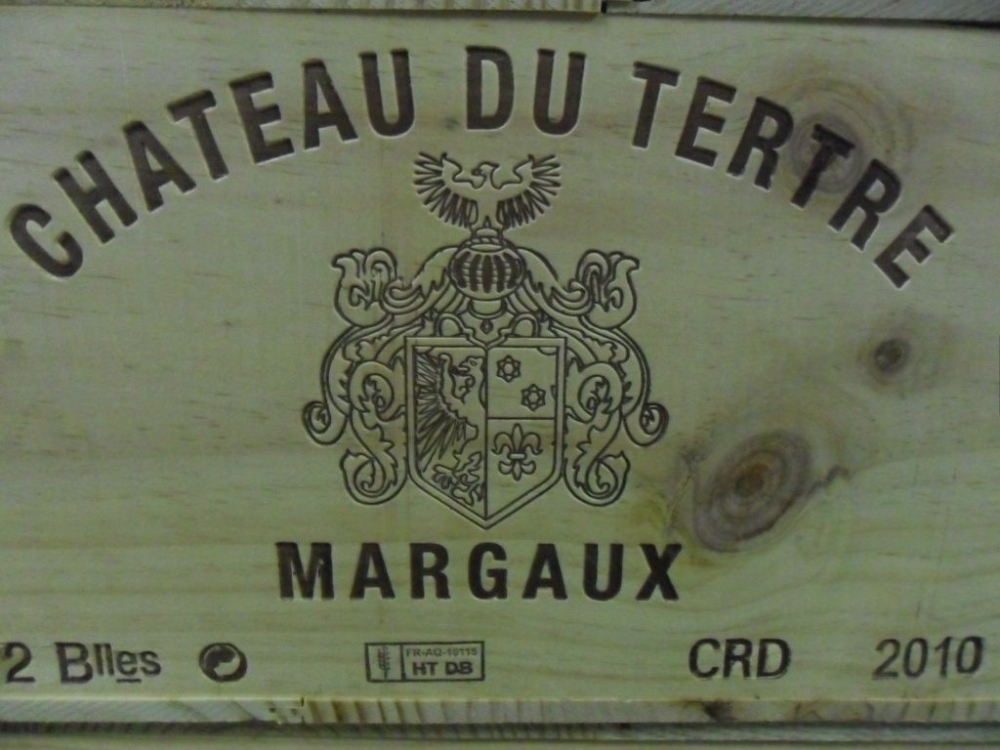 CHATEAU DU TERTRE
MARGAUX
2 Blles
FR-AQ-10115
HT DB
CRD
2010